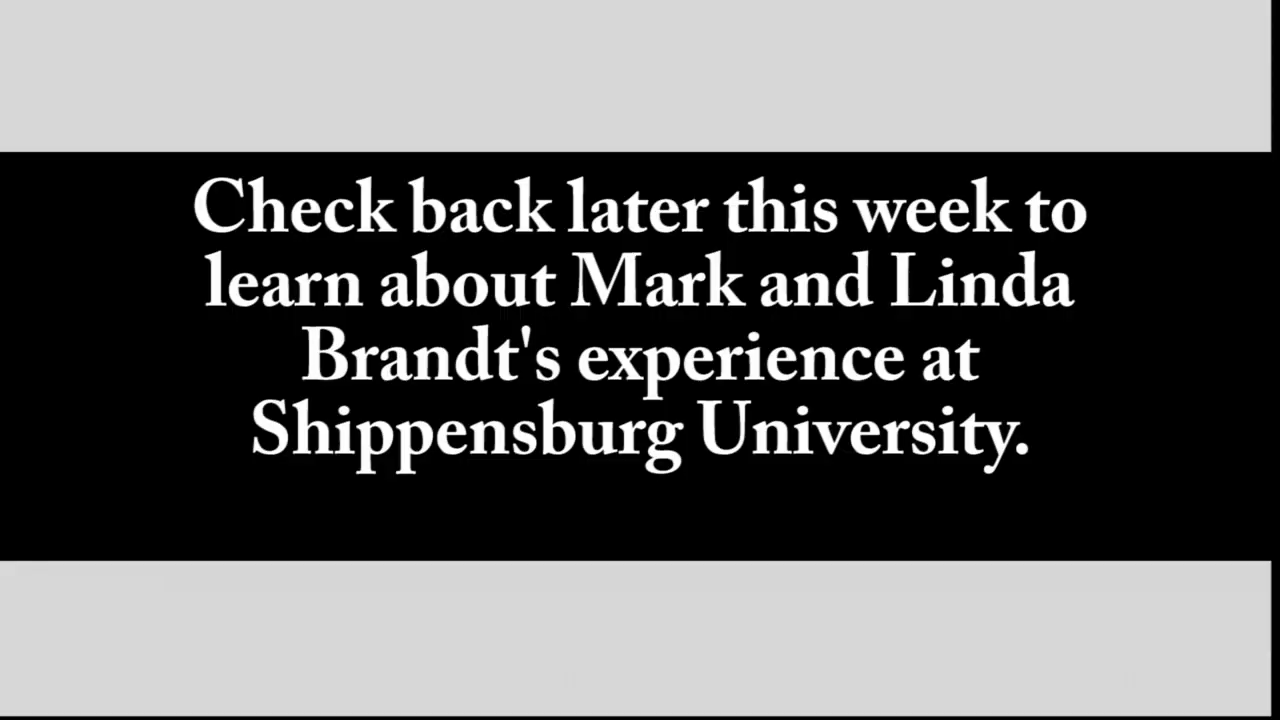 Check back later this week to
learn about Mark and Linda
Brandt's experience at
Shippensburg University.